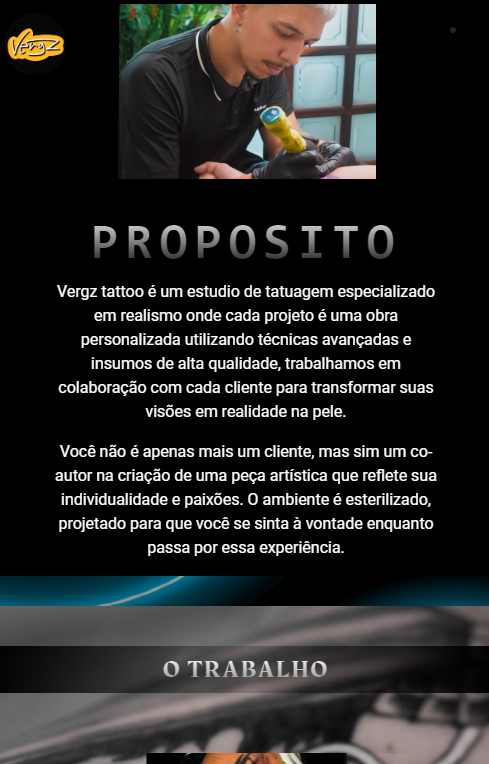 Vergz
PROPOSITO
Vergz tattoo é um estudio de tatuagem especializado
em realismo onde cada projeto é uma obra
personalizada utilizando técnicas avançadas e
insumos de alta qualidade, trabalhamos em
colaboração com cada cliente para transformar suas
visões em realidade na pele.
Você não é apenas mais um cliente, mas sim um co-
autor na criação de uma peça artística que reflete sua
individualidade e paixões. O ambiente é esterilizado,
projetado para que você se sinta à vontade enquanto
passa por essa experiência.
O TRABALHO